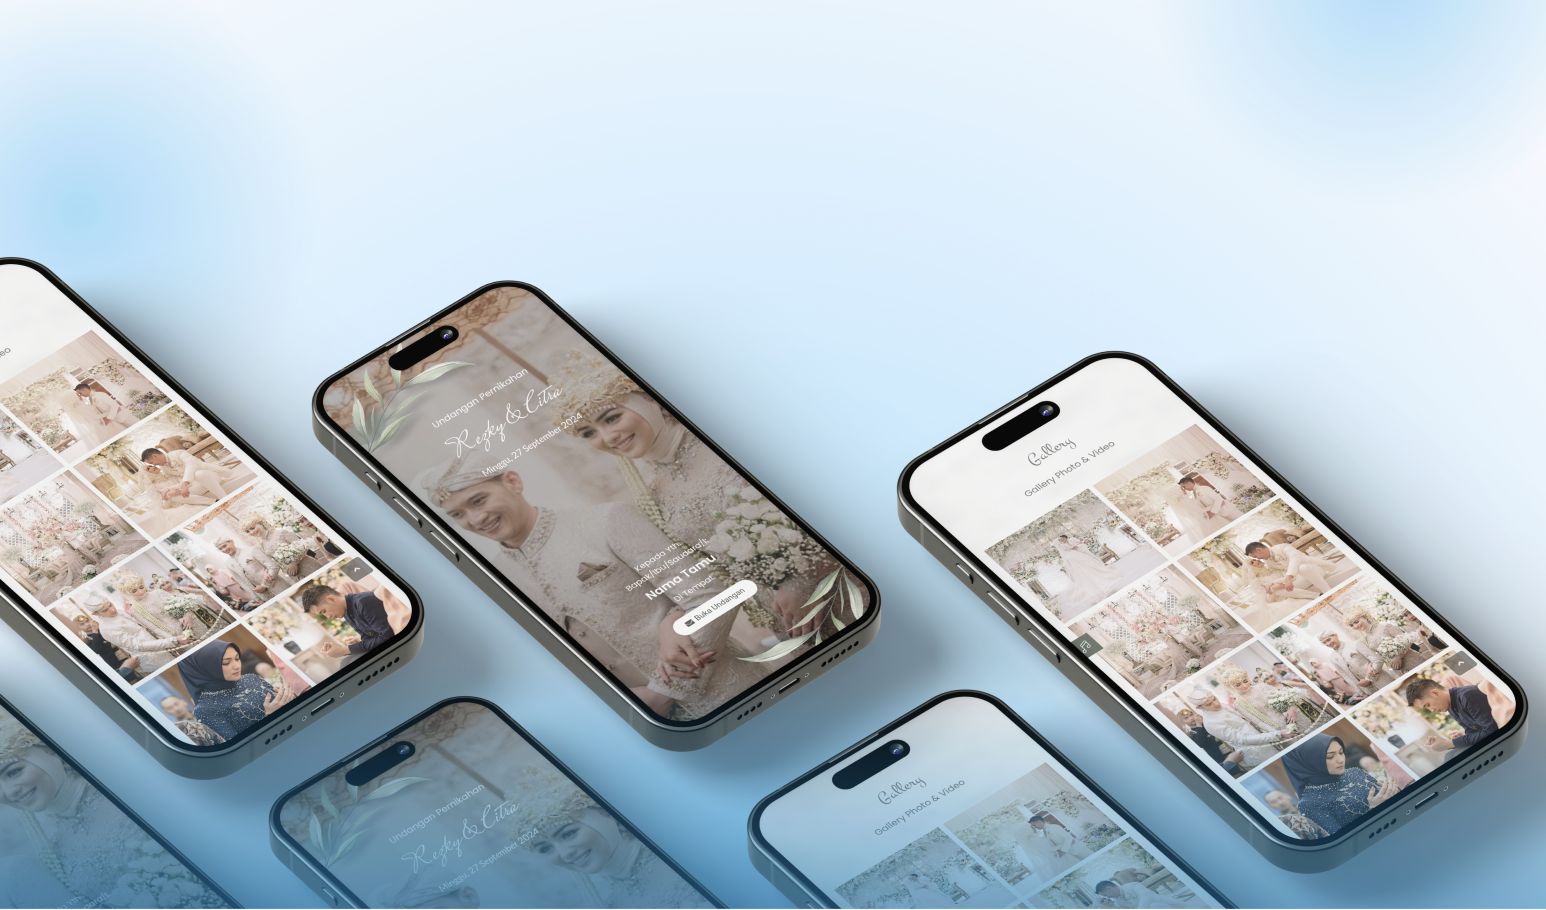 eo
Undangan Pernikahan
Rezky & Citra
Minggu, 27 September 2024
Kepada Yth.
Bapak/Ibu/Saudara/i
Nama Tamu
Di Tempat
Buka Undangan
Gallery
Gallery Photo & Video
Undangan Pernikahan
Rezky & Citra
Minggu, 27 September 2024
Gallery
Gallery Photo & Video